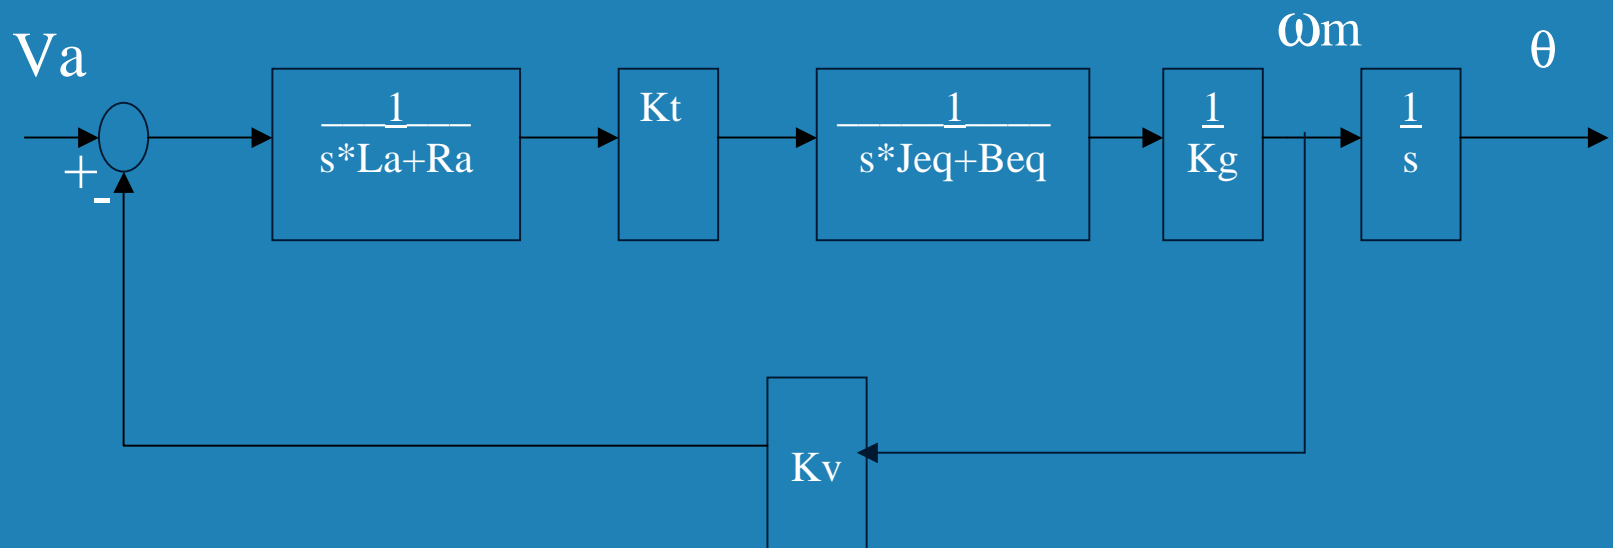 Va
ωm
θ
+
-
1
s*La+Ra
Kt
1
s*Jeq+Beq
1
Kg
1
s
Kv